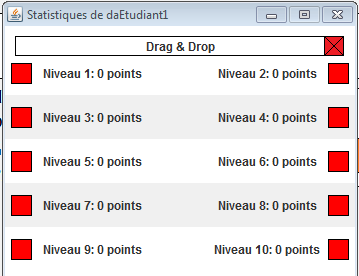 Statistiques de daEtudiant1
Drag & Drop
Niveau 1: 0 points Niveau 2: 0 points
Niveau 3: 0 points Niveau 4: 0 points
Niveau 5: 0 points Niveau 6: 0 points
Niveau 7: 0 points Niveau 8: 0 points
Niveau 9: 0 points Niveau 10: 0 points